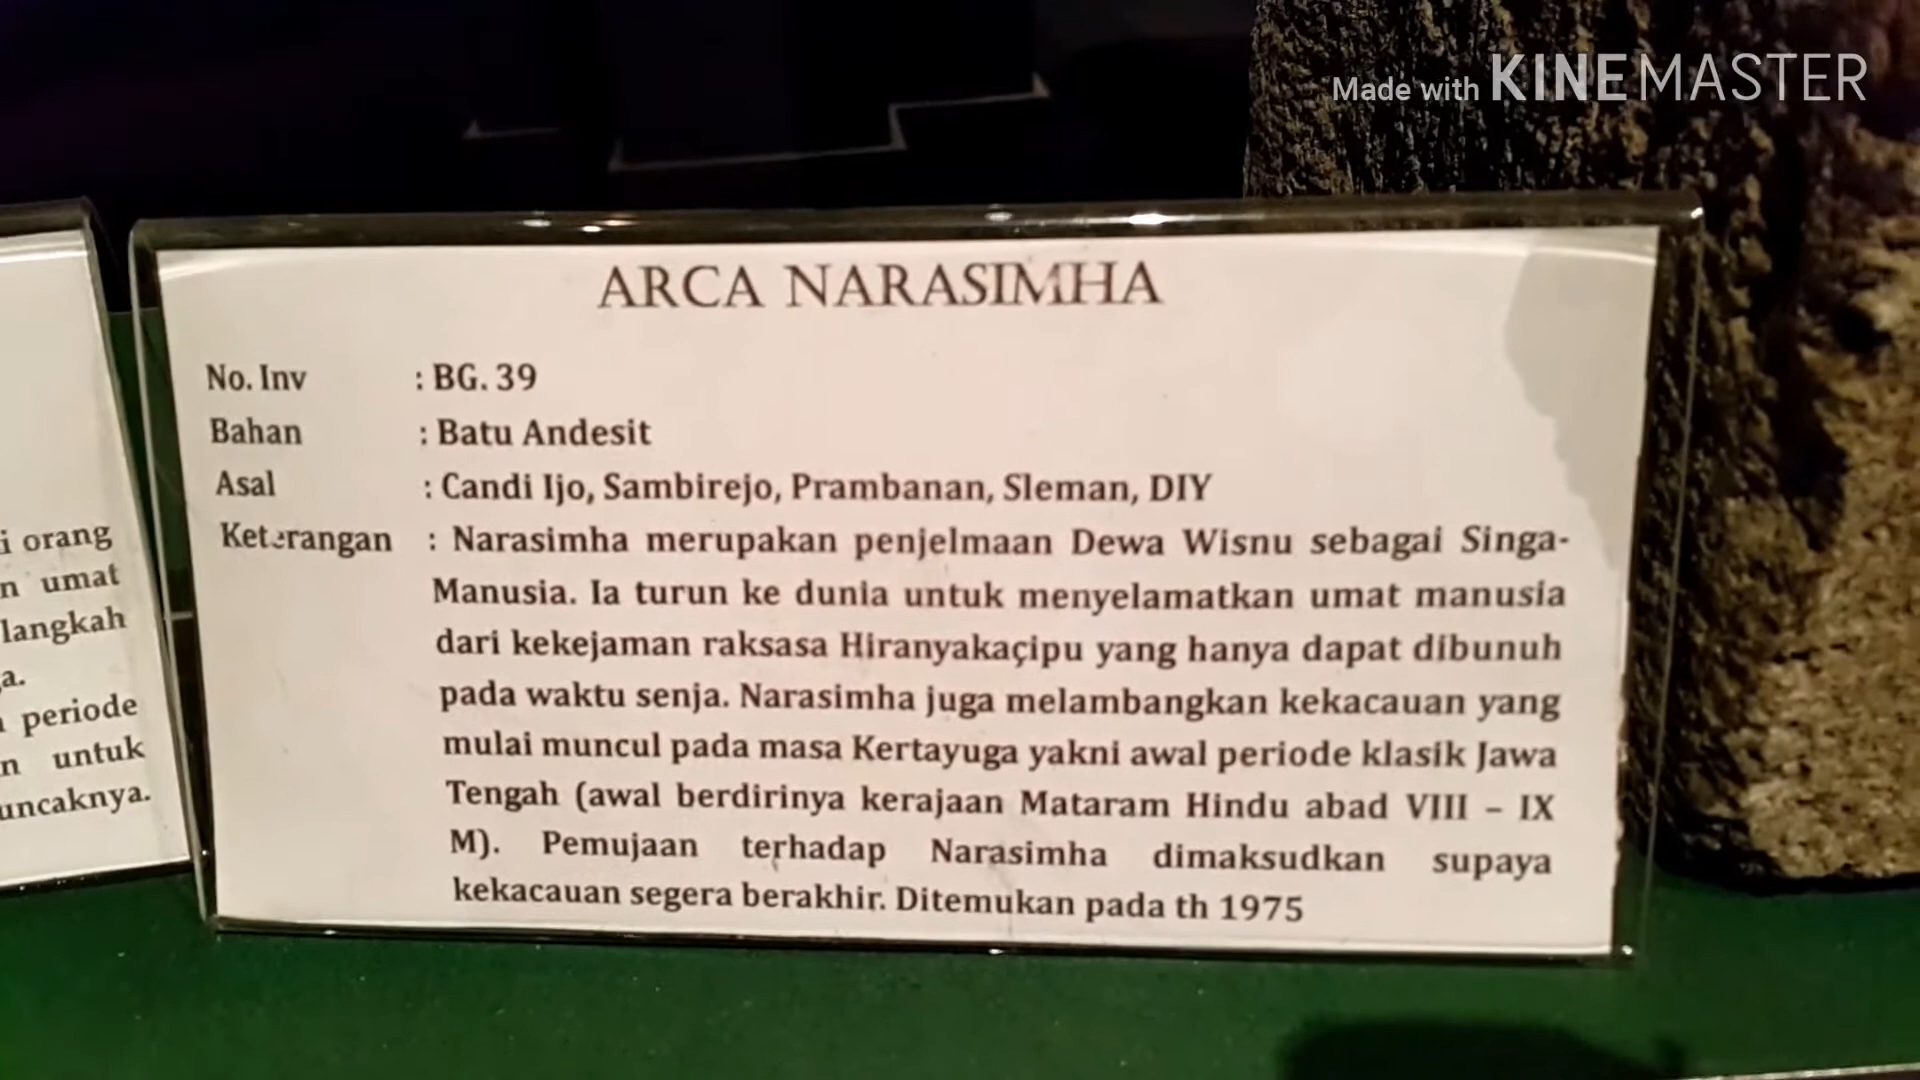 Made with KINEMASTER
ARCA NARASIMHA
No. Inv : BG. 39
Bahan : Batu Andesit
Asal : Candi Ijo, Sambirejo, Prambanan, Sleman, DIY
Keterangan : Narasimha merupakan penjelmaan Dewa Wisnu sebagai Singa-
Manusia. Ia turun ke dunia untuk menyelamatkan umat manusia
dari kekejaman raksasa Hiranyakaçipu yang hanya dapat dibunuh
pada waktu senja. Narasimha juga melambangkan kekacauan yang
mulai muncul pada masa Kertayuga yakni awal periode klasik Jawa
Tengah (awal berdirinya kerajaan Mataram Hindu abad VIII – IX
M). Pemujaan terhadap Narasimha dimaksudkan supaya
kekacauan segera berakhir. Ditemukan pada th 1975
orang
umat
langkah
periode
untuk